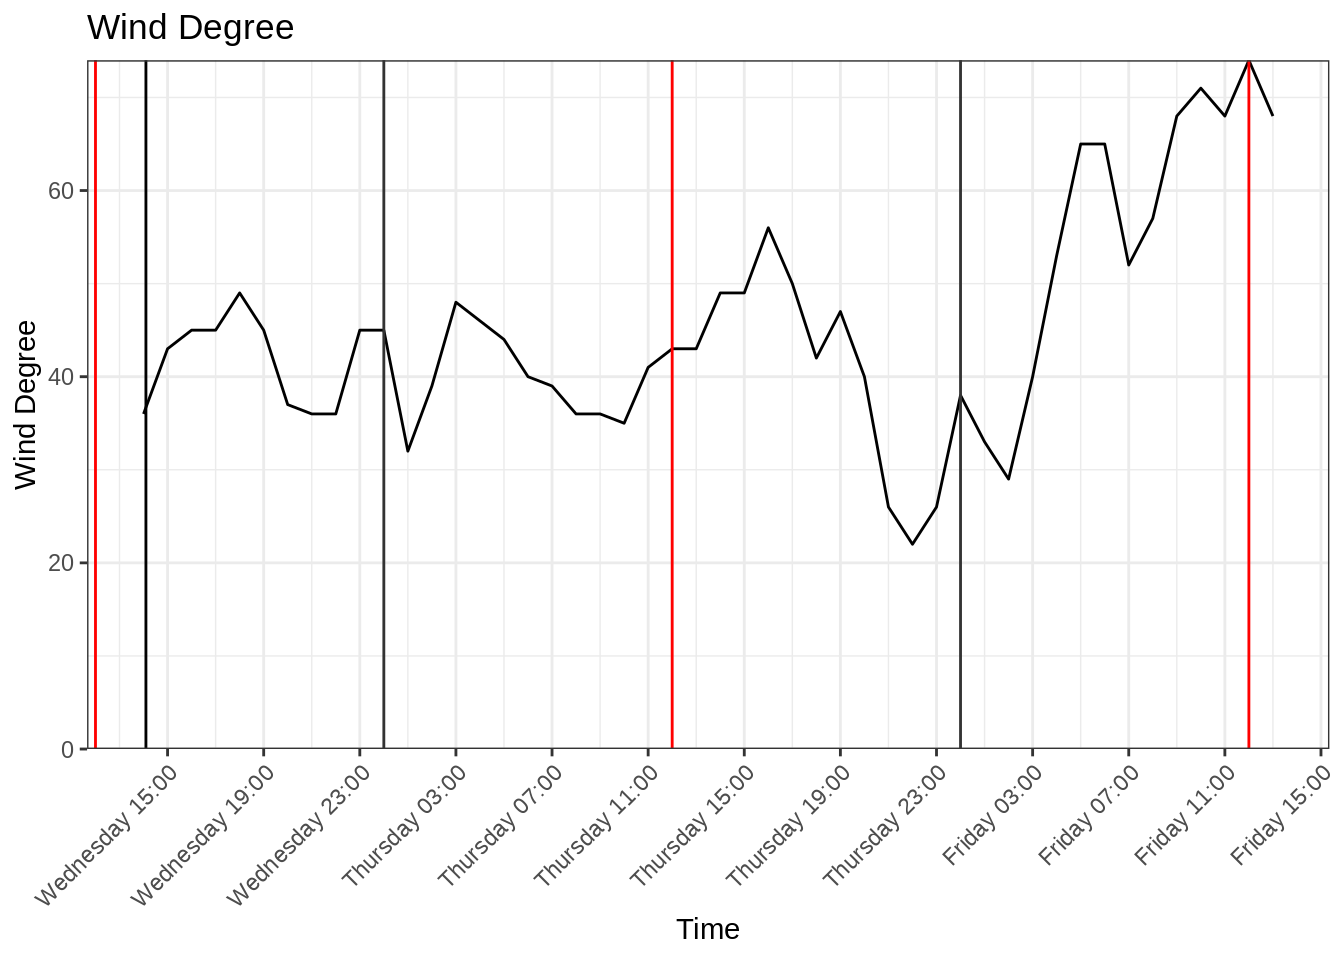 Wind Degree
Wind Degree
60
40
20
0
Wednesday 15:00
Wednesday 19:00
Wednesday 23:00
Thursday 03:00
Thursday 07:00
Thursday 11:00
Thursday 15:00
Thursday 19:00
Thursday 23:00
Friday 03:00
Friday 07:00
Friday 11:00
Friday 15:00
Time